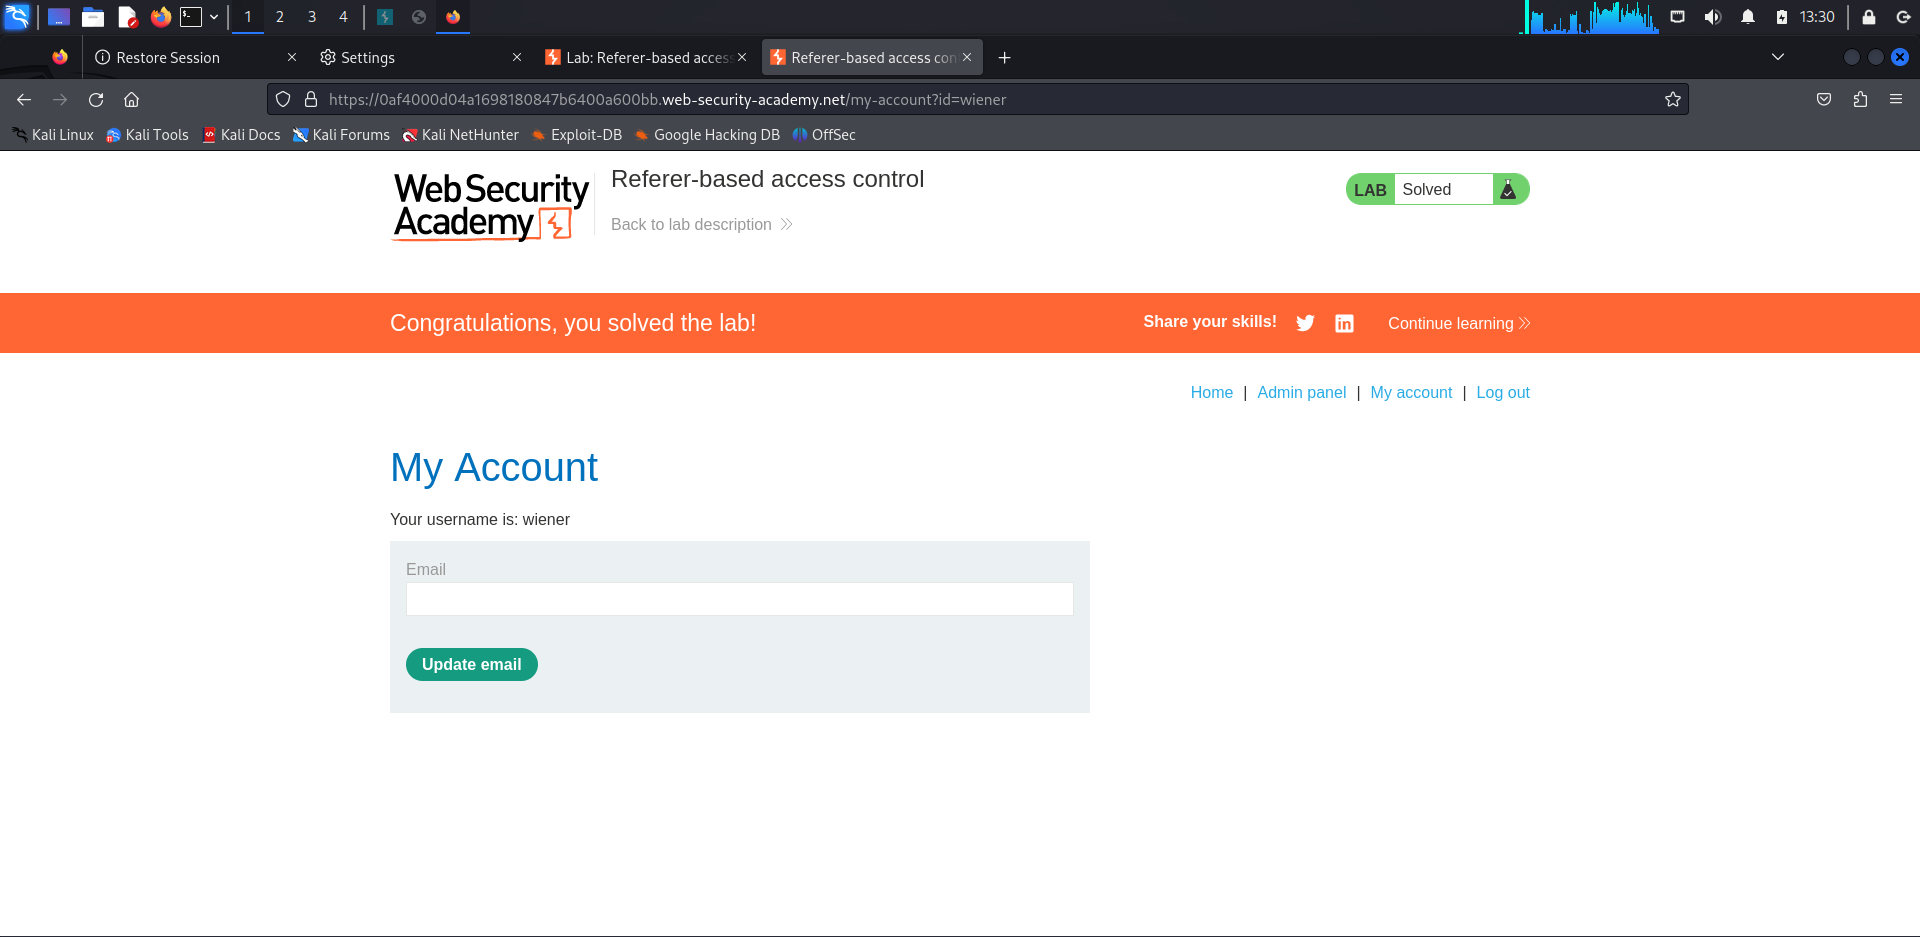 1 2 3 4 13:30
Restore Session Settings Lab: Referer-based acces Referer-based access con
https://0af4000d04a1698180847b6400a600bb.web-security-academy.net/my-account?id=wiener
Kali Linux Kali Tools Kali Docs Kali Forums Kali NetHunter Exploit-DB Google Hacking DB OffSec
WebSecurity
Academy
Referer-based access control
Back to lab description
LAB Solved
Congratulations, you solved the lab! Share your skills! Continue learning
Home | Admin panel | My account | Log out
My Account
Your username is: wiener
Email
Update email